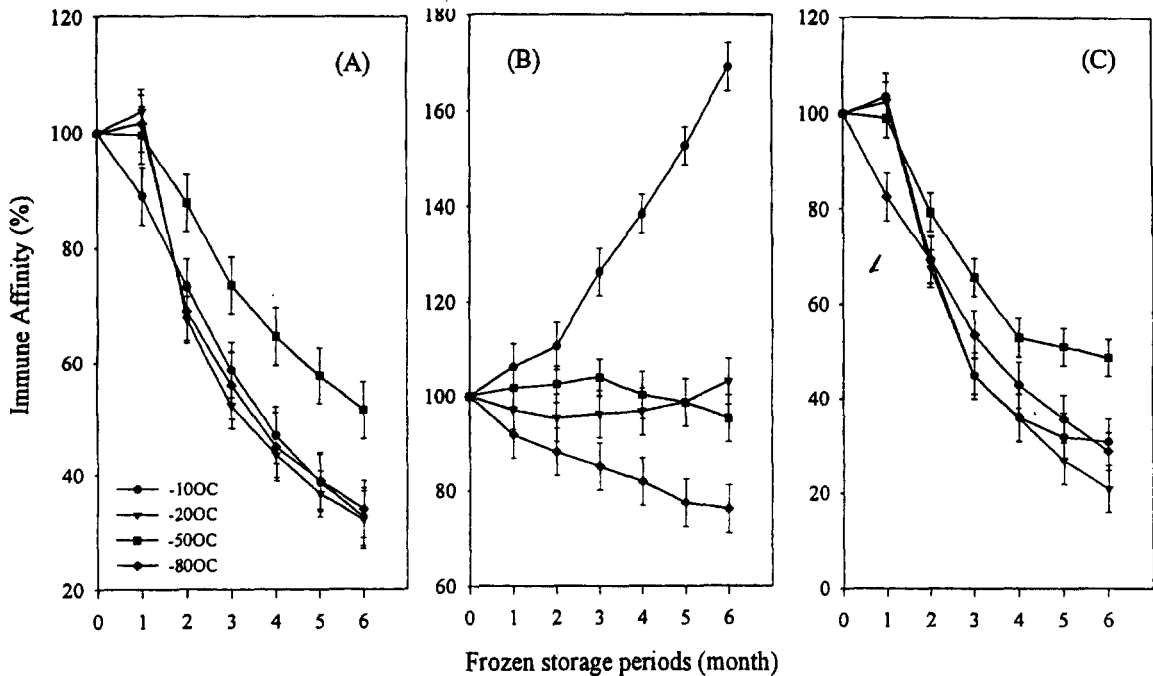 120
100
80
60
40
20
0 1 2 3 4 5 6
(A)
-10OC
-20OC
-50OC
-80OC
Immune Affinity (%)
180
160
140
120
100
80
60
0 1 2 3 4 5 6
(B)
120
100
80
60
40
20
0
0 1 2 3 4 5 6
(C)
Frozen storage periods (month)